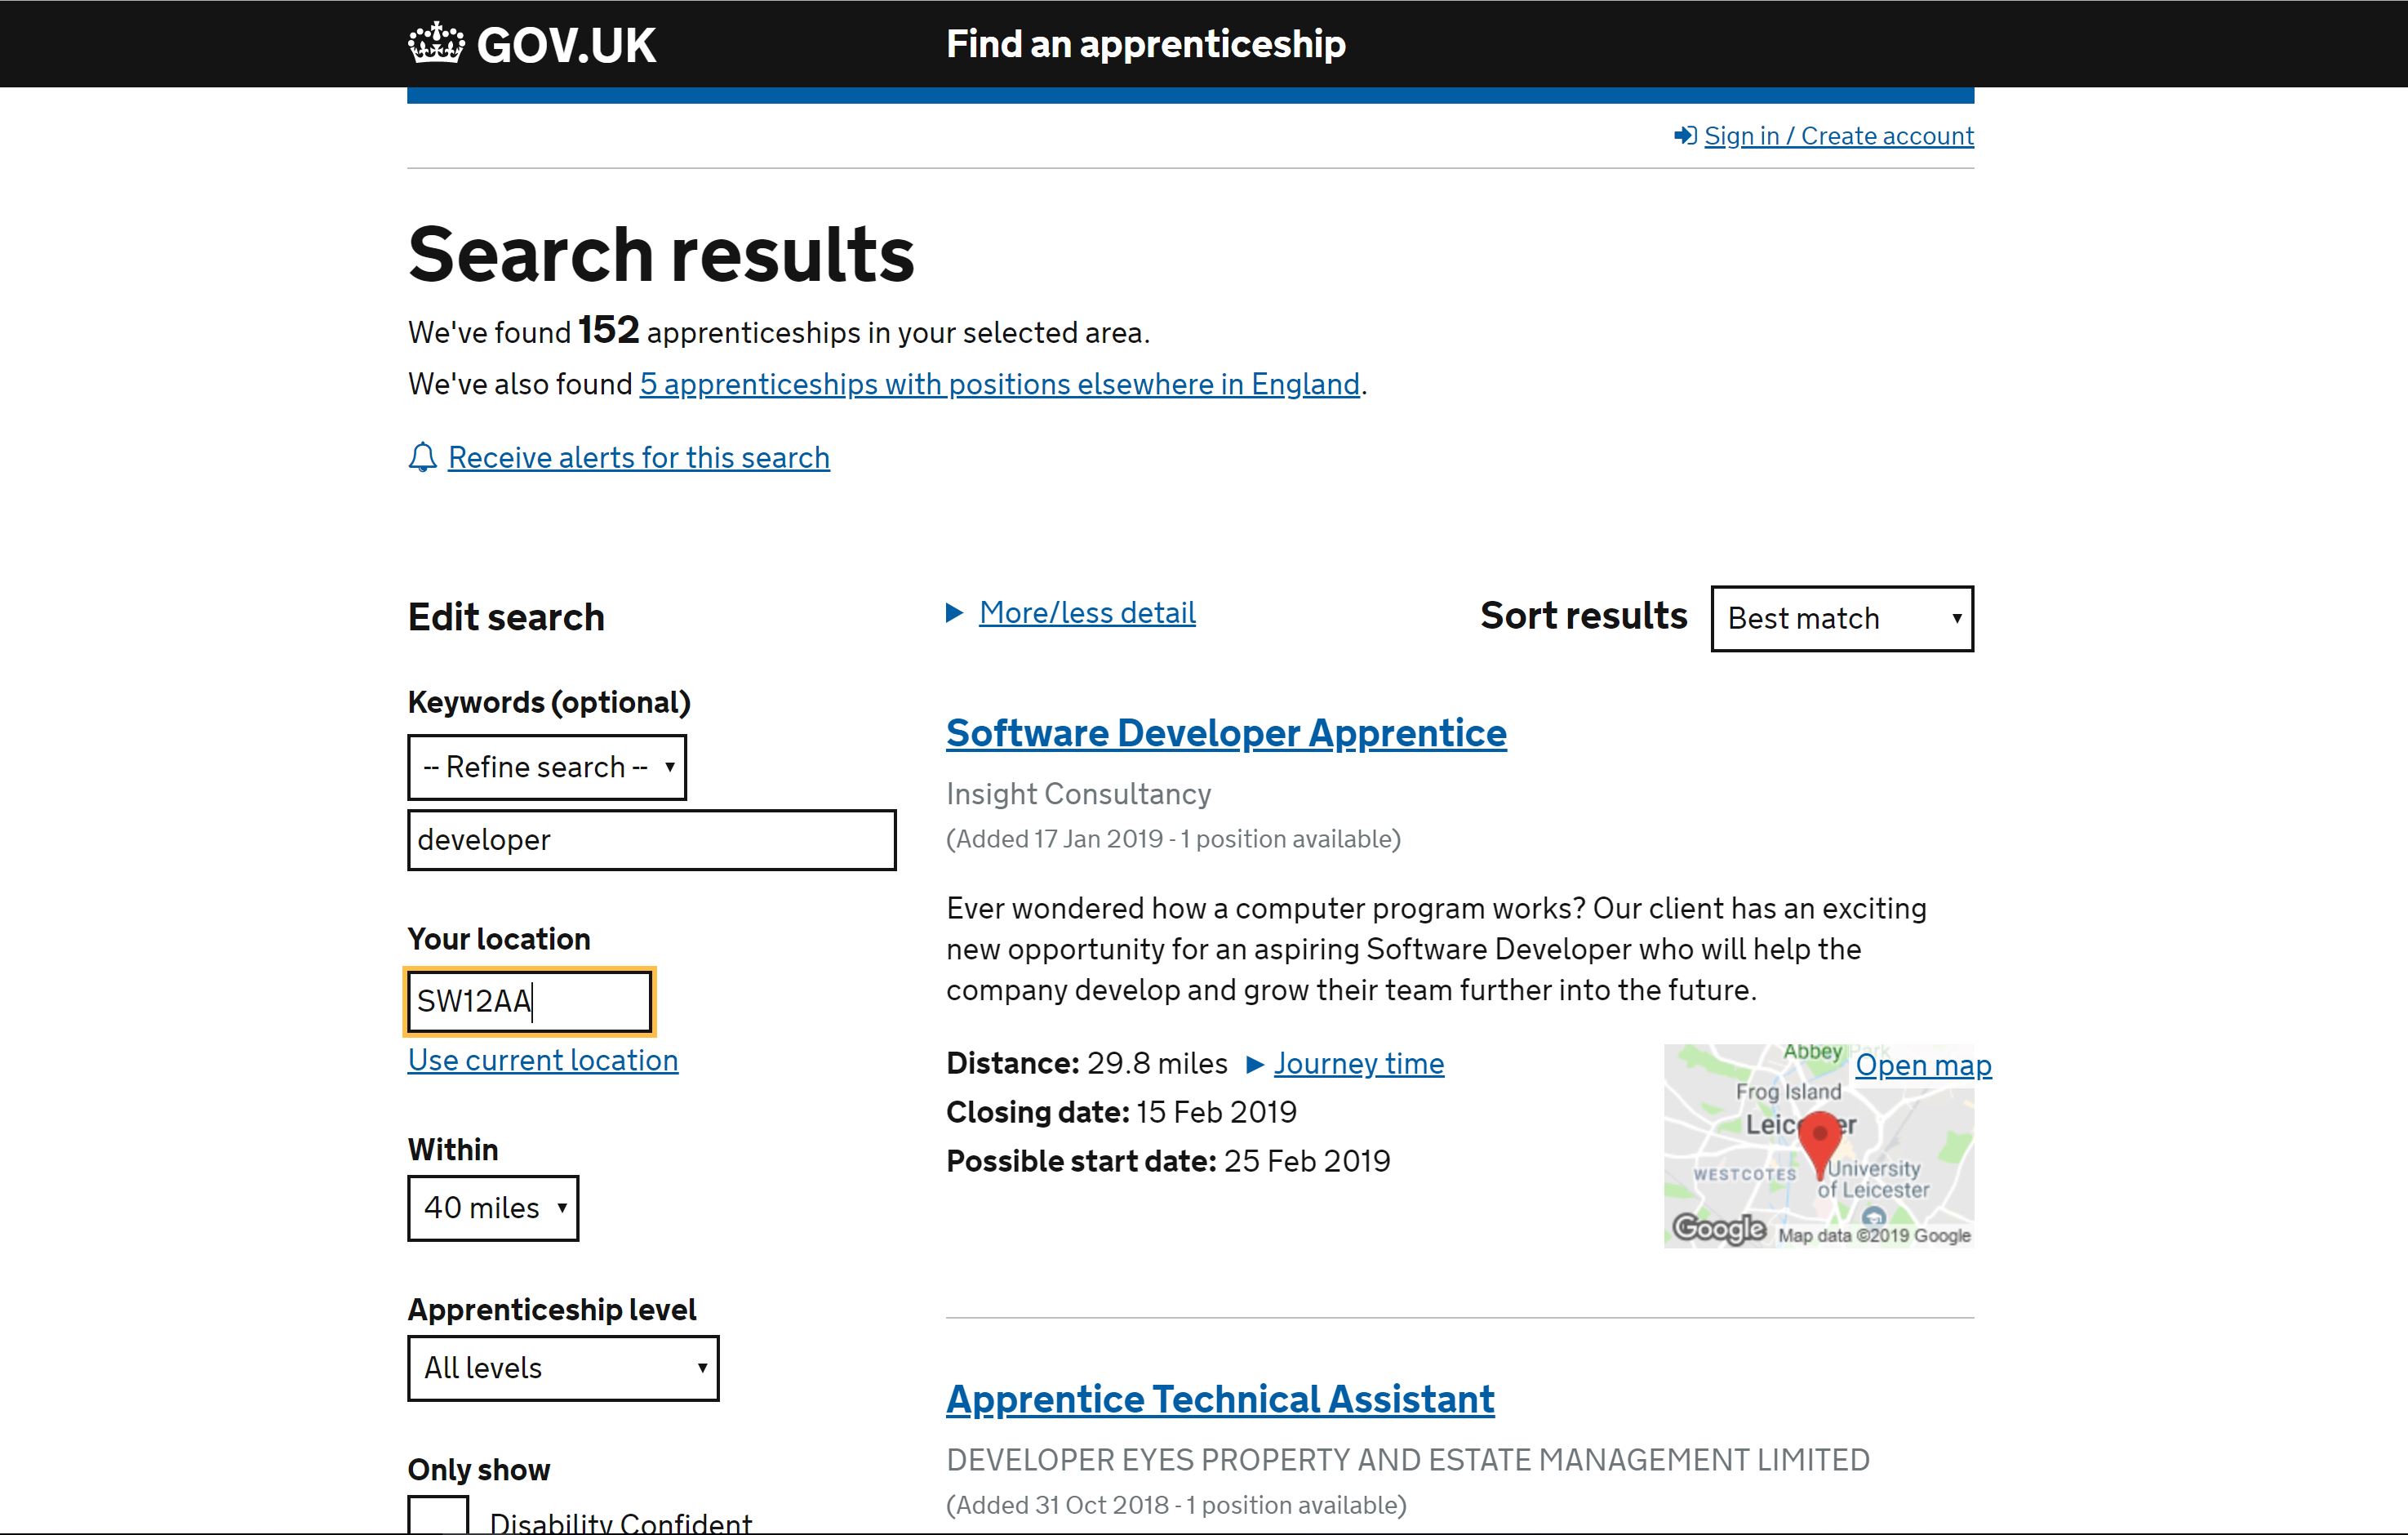 GOV.UK
Find an apprenticeship
Sign in / Create account
Search results
We've found 152 apprenticeships in your selected area.
We've also found 5 apprenticeships with positions elsewhere in England.
Receive alerts for this search
Edit search
Keywords (optional)
-- Refine search --
developer
Your location
SW12AA
Use current location
Within
40 miles
Apprenticeship level
All levels
Only show
Disability Confident
More/less detail
Sort results
Best match
Software Developer Apprentice
Insight Consultancy
(Added 17 Jan 2019 - 1 position available)
Ever wondered how a computer program works? Our client has an exciting
new opportunity for an aspiring Software Developer who will help the
company develop and grow their team further into the future.
Distance: 29.8 miles
Journey time
Closing date: 15 Feb 2019
Possible start date: 25 Feb 2019
Open map
Abbey Park
Frog Island
WESTCOTES
University
of Leicester
Google
Map data ©2019 Google
Apprentice Technical Assistant
DEVELOPER EYES PROPERTY AND ESTATE MANAGEMENT LIMITED
(Added 31 Oct 2018 - 1 position available)